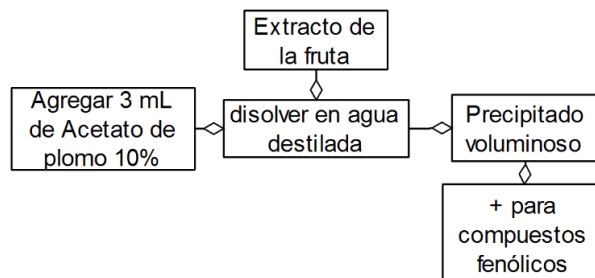 Extracto de
la fruta
Agregar 3 mL
de Acetato de
plomo 10%
disolver en agua
destilada
Precipitado
voluminoso
+ para
compuestos
fenólicos